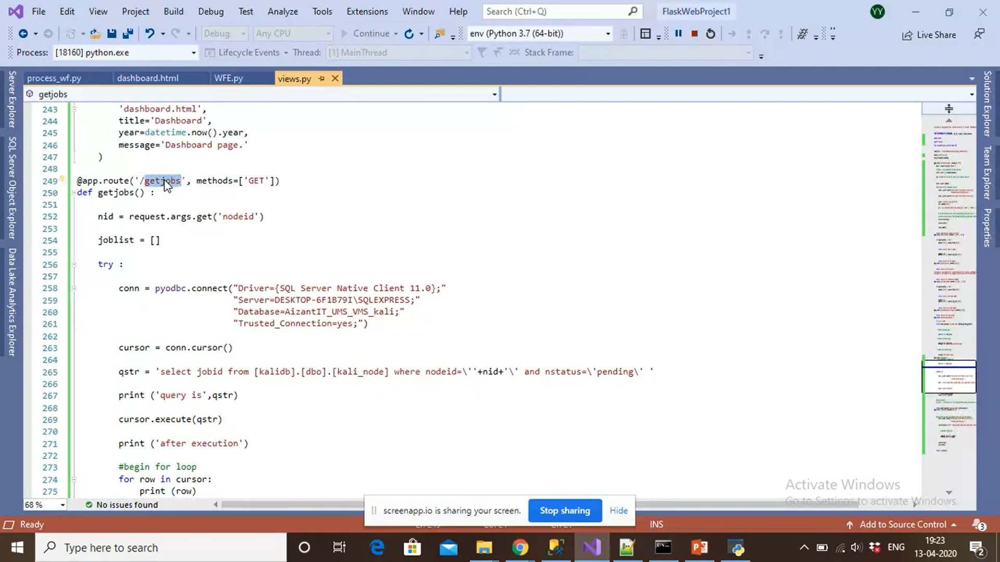 File Edit View Project Build Debug Test Analyze Tools Extensions Window Help Search (Ctrl+Q) FlaskWebProject1 YY
Debug Any CPU Continue env (Python 3.7 (64-bit)) Live Share
Process: [18160] python.exe Lifecycle Events Thread: [1] MainThread Stack Frame:
process_wf.py dashboard.html WFE.py views.py
getjobs
Server Explorer
SQL Server Object Explorer
Data Lake Analytics Explorer
Solution Explorer
Team Explorer
Properties
243 'dashboard.html',
244 title='Dashboard',
245 year=datetime.now().year,
246 message='Dashboard page.'
247 )
248
249 @app.route('/getjobs', methods=['GET'])
250 def getjobs() :
251
252 nid = request.args.get('nodeid')
253
254 joblist = []
255
256 try :
257
258 conn = pyodbc.connect("Driver={SQL Server Native Client 11.0};"
259 "Server=DESKTOP-6F1B79I\SQLEXPRESS;"
260 "Database=AizantIT_UMS_VMS_kali;"
261 "Trusted_Connection=yes;")
262
263 cursor = conn.cursor()
264
265 qstr = 'select jobid from [kalidb].[dbo].[kali_node] where nodeid=\''+nid+'\' and nstatus=\'pending\' '
266
267 print ('query is',qstr)
268
269 cursor.execute(qstr)
270
271 print ('after execution')
272
273 #begin for loop
274 for row in cursor:
275 print (row)
Activate Windows
Go to Settings to activate Windows.
68 % No issues found
screenapp.io is sharing your screen. Stop sharing Hide
Ready INS Add to Source Control 3
Type here to search ENG 19:23
13-04-2020 2